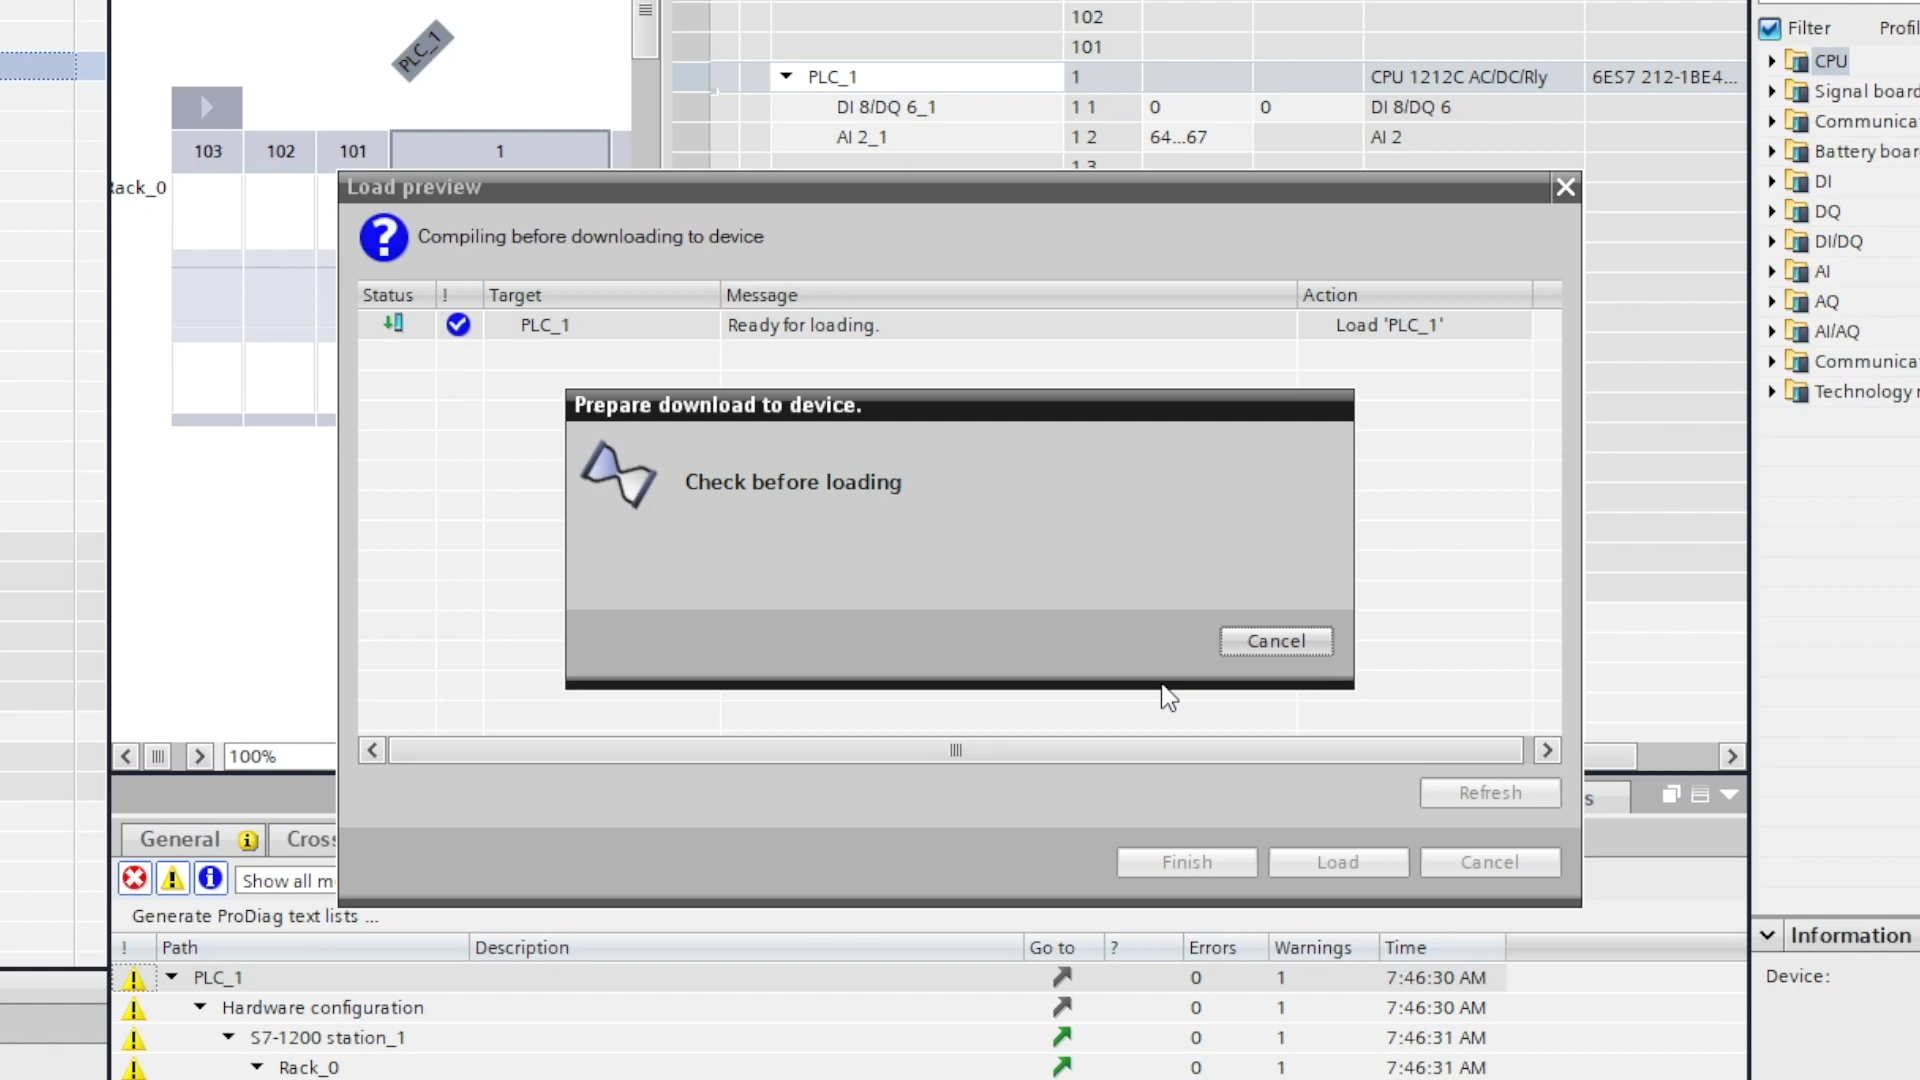 PLC_1
103 102 101 1
Rack_0
102
101
PLC_1 1 CPU 1212C AC/DC/Rly 6ES7 212-1BE4...
DI 8/DQ 6_1 1 1 0 0 DI 8/DQ 6
AI 2_1 1 2 64...67 AI 2
1 3
Filter Profil
CPU
Signal board
Communica
Battery boar
DI
DQ
DI/DQ
AI
AQ
AI/AQ
Communica
Technology
Load preview
? Compiling before downloading to device
Status ! Target Message Action
PLC_1 Ready for loading. Load 'PLC_1'
Prepare download to device.
Check before loading
Cancel
100%
Refresh
Finish Load Cancel
General Cross
Show all m
Generate ProDiag text lists ...
! Path Description Go to ? Errors Warnings Time
PLC_1 0 1 7:46:30 AM
Hardware configuration 0 1 7:46:30 AM
S7-1200 station_1 0 1 7:46:31 AM
Rack_0 0 1 7:46:31 AM
Information
Device: